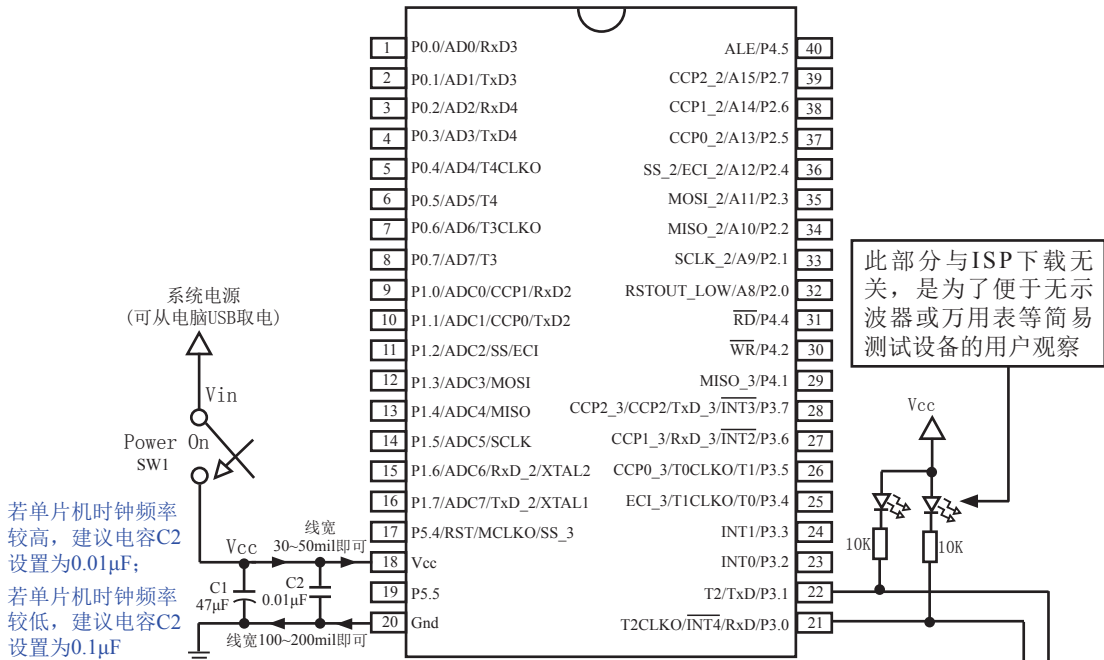 1 P0.0/AD0/RxD3
2 P0.1/AD1/TxD3
3 P0.2/AD2/RxD4
4 P0.3/AD3/TxD4
5 P0.4/AD4/T4CLKO
6 P0.5/AD5/T4
7 P0.6/AD6/T3CLKO
8 P0.7/AD7/T3
9 P1.0/ADC0/CCP1/RxD2
10 P1.1/ADC1/CCP0/TxD2
11 P1.2/ADC2/SS/ECI
12 P1.3/ADC3/MOSI
13 P1.4/ADC4/MISO
14 P1.5/ADC5/SCLK
15 P1.6/ADC6/RxD_2/XTAL2
16 P1.7/ADC7/TxD_2/XTAL1
17 P5.4/RST/MCLKO/SS_3
18 Vcc
19 P5.5
20 Gnd
ALE/P4.5 40
CCP2_2/A15/P2.7 39
CCP1_2/A14/P2.6 38
CCP0_2/A13/P2.5 37
SS_2/ECI_2/A12/P2.4 36
MOSI_2/A11/P2.3 35
MISO_2/A10/P2.2 34
SCLK_2/A9/P2.1 33
RSTOUT_LOW/A8/P2.0 32
RD/P4.4 31
WR/P4.2 30
MISO_3/P4.1 29
CCP2_3/CCP2/TxD_3/INT3/P3.7 28
CCP1_3/RxD_3/INT2/P3.6 27
CCP0_3/T0CLKO/T1/P3.5 26
ECI_3/T1CLKO/T0/P3.4 25
INT1/P3.3 24
INT0/P3.2 23
T2/TxD/P3.1 22
T2CLKO/INT4/RxD/P3.0 21
系统电源
(可从电脑USB取电)
Vin
Power On
SW1
若单片机时钟频率
较高，建议电容C2
设置为0.01μF;
若单片机时钟频率
较低，建议电容C2
设置为0.1μF
Vcc
线宽
30~50mil即可
C1
47μF
C2
0.01μF
线宽100~200mil即可
此部分与ISP下载无
关，是为了便于无示
波器或万用表等简易
测试设备的用户观察
Vcc
10K
10K